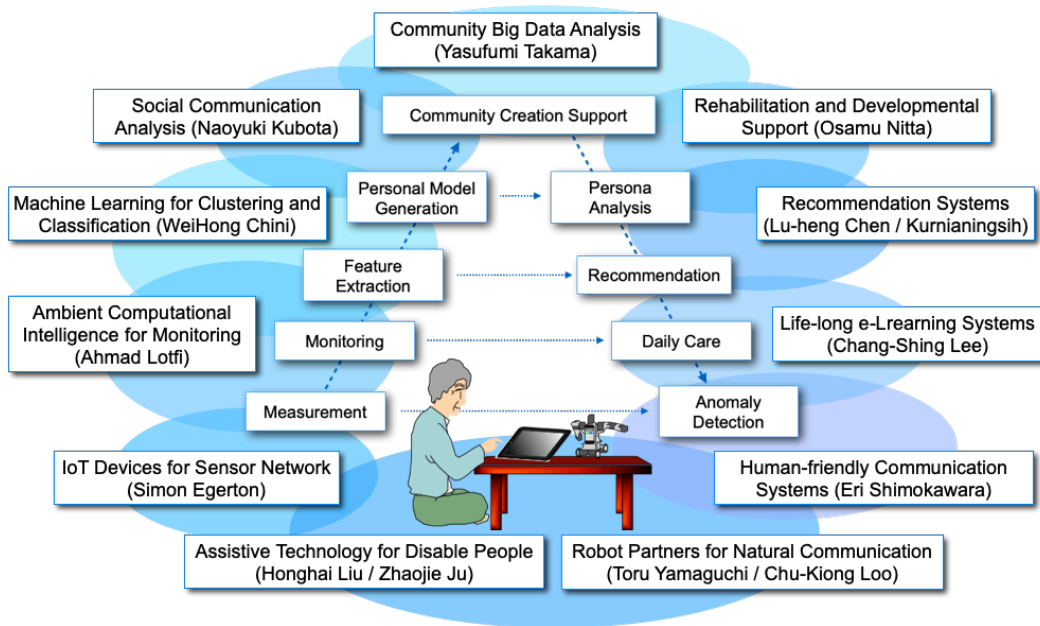 Community Big Data Analysis
(Yasufumi Takama)
Social Communication
Analysis (Naoyuki Kubota)
Community Creation Support
Rehabilitation and Developmental
Support (Osamu Nitta)
Machine Learning for Clustering and
Classification (WeiHong Chini)
Personal Model
Generation
Persona
Analysis
Recommendation Systems
(Lu-heng Chen / Kurnianingsih)
Feature
Extraction
Recommendation
Ambient Computational
Intelligence for Monitoring
(Ahmad Lotfi)
Monitoring
Daily Care
Life-long e-Lrearning Systems
(Chang-Shing Lee)
Measurement
Anomaly
Detection
IoT Devices for Sensor Network
(Simon Egerton)
Human-friendly Communication
Systems (Eri Shimokawara)
Assistive Technology for Disable People
(Honghai Liu / Zhaojie Ju)
Robot Partners for Natural Communication
(Toru Yamaguchi / Chu-Kiong Loo)